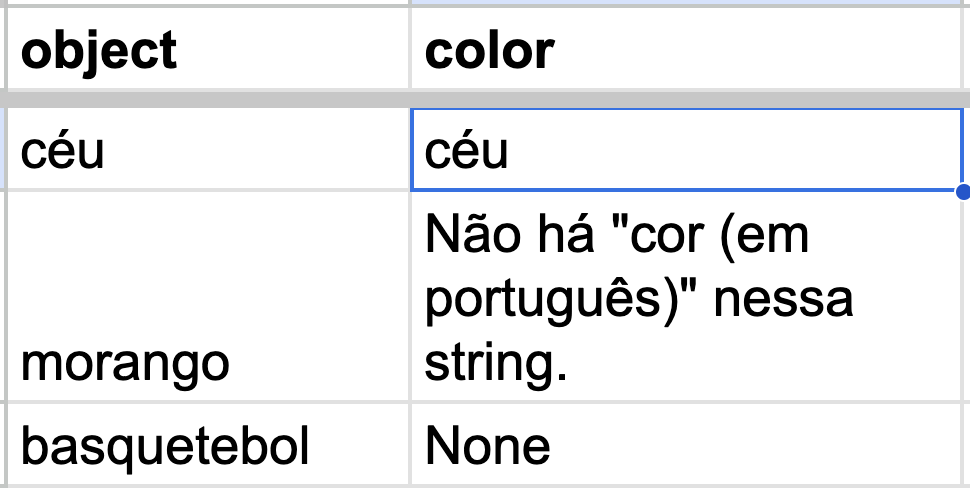 object color
céu céu
Não há "cor (em
português)" nessa
morango string.
basquetebol None